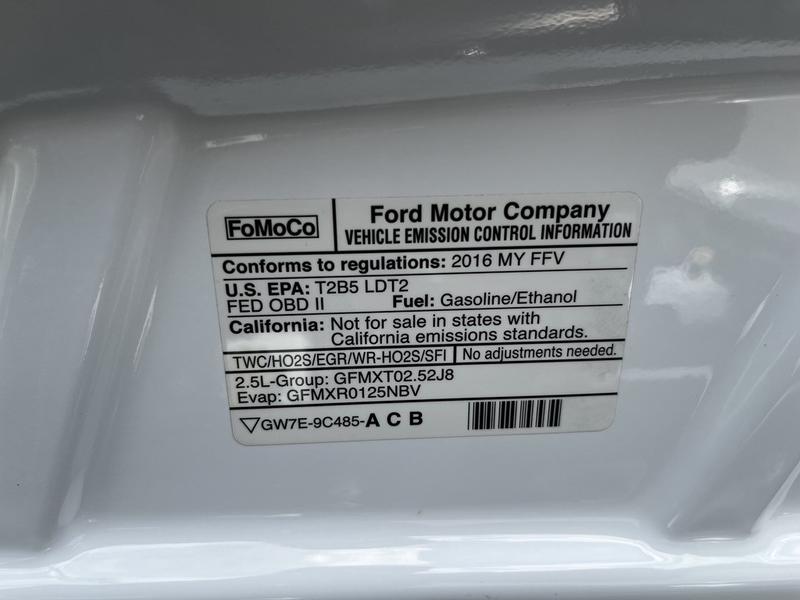 FoMoCo
Ford Motor Company
VEHICLE EMISSION CONTROL INFORMATION
Conforms to regulations: 2016 MY FFV
U.S. EPA: T2B5 LDT2
FED OBD II Fuel: Gasoline/Ethanol
California: Not for sale in states with
California emissions standards.
TWC/HO2S/EGR/WR-HO2S/SFI No adjustments needed.
2.5L-Group: GFMXT02.52J8
Evap: GFMXR0125NBV
GW7E-9C485-A C B